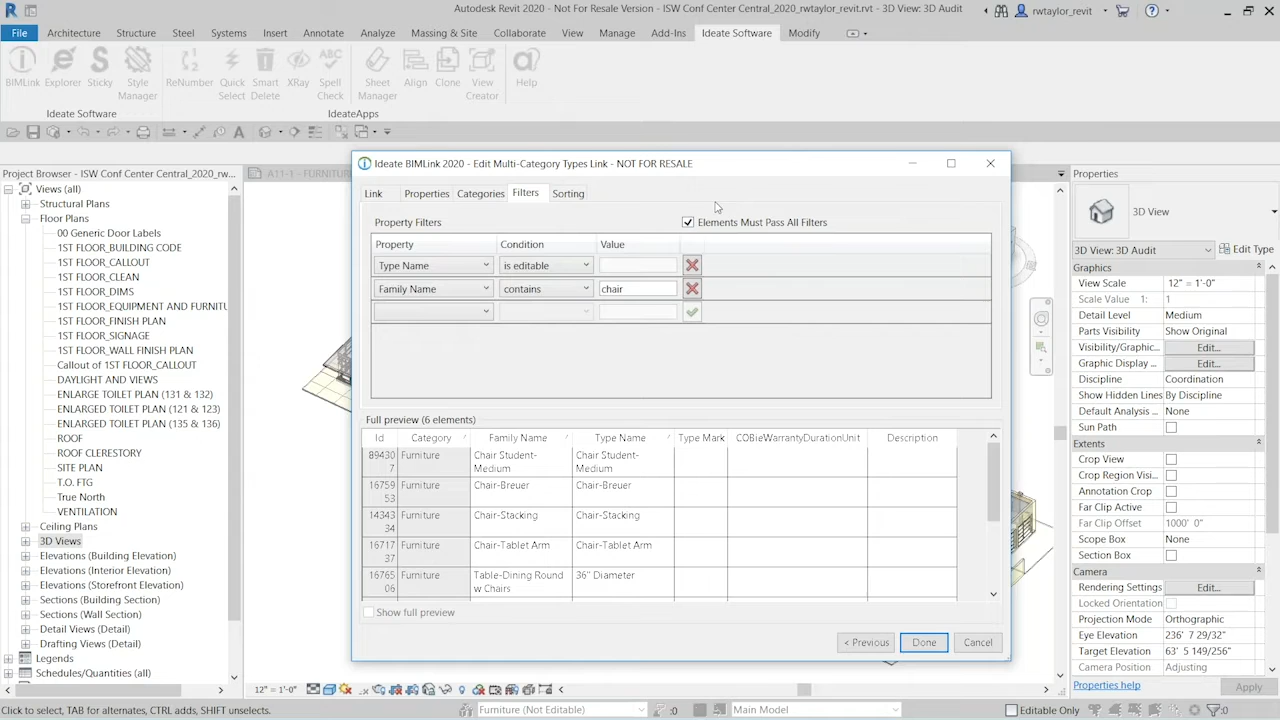 Autodesk Revit 2020 - Not For Resale Version - ISW Conf Center Central_2020_rwtaylor_revit.rvt - 3D View: 3D Audit
rwtaylor_revit
File Architecture Structure Steel Systems Insert Annotate Analyze Massing & Site Collaborate View Manage Add-Ins Ideate Software Modify
BIMLink Explorer Sticky Style Manager ReNumber Quick Select Smart Delete XRay Spell Check Sheet Manager Align Clone View Creator Help
Ideate Software IdeateApps
Project Browser - ISW Conf Center Central_2020_rw...
Views (all)
Structural Plans
Floor Plans
00 Generic Door Labels
1ST FLOOR_BUILDING CODE
1ST FLOOR_CALLOUT
1ST FLOOR_CLEAN
1ST FLOOR_DIMS
1ST FLOOR_EQUIPMENT AND FURNITU
1ST FLOOR_FINISH PLAN
1ST FLOOR_SIGNAGE
1ST FLOOR_WALL FINISH PLAN
Callout of 1ST FLOOR_CALLOUT
DAYLIGHT AND VIEWS
ENLARGE TOILET PLAN (131 & 132)
ENLARGED TOILET PLAN (121 & 123)
ENLARGED TOILET PLAN (135 & 136)
ROOF
ROOF CLERESTORY
SITE PLAN
T.O. FTG
True North
VENTILATION
Ceiling Plans
3D Views
Elevations (Building Elevation)
Elevations (Interior Elevation)
Elevations (Storefront Elevation)
Sections (Building Section)
Sections (Wall Section)
Detail Views (Detail)
Drafting Views (Detail)
Legends
Schedules/Quantities (all)
A11-1 - FURNITURE
Ideate BIMLink 2020 - Edit Multi-Category Types Link - NOT FOR RESALE
Link Properties Categories Filters Sorting
Property Filters Elements Must Pass All Filters
Property Condition Value
Type Name is editable
Family Name contains chair
Full preview (6 elements)
Id Category Family Name Type Name Type Mark COBieWarrantyDurationUnit Description
894307 Furniture Chair Student-Medium Chair Student-Medium
1675953 Furniture Chair-Breuer Chair-Breuer
1434334 Furniture Chair-Stacking Chair-Stacking
1671737 Furniture Chair-Tablet Arm Chair-Tablet Arm
1676506 Furniture Table-Dining Round w Chairs 36" Diameter
Show full preview
< Previous Done Cancel
Properties
3D View
3D View: 3D Audit Edit Type
Graphics
View Scale 12" = 1'-0"
Scale Value 1: 1
Detail Level Medium
Parts Visibility Show Original
Visibility/Graphic... Edit...
Graphic Display ... Edit...
Discipline Coordination
Show Hidden Lines By Discipline
Default Analysis ... None
Sun Path
Extents
Crop View
Crop Region Visi...
Annotation Crop
Far Clip Active
Far Clip Offset 1000' 0"
Scope Box None
Section Box
Camera
Rendering Settings Edit...
Locked Orientation
Projection Mode Orthographic
Eye Elevation 236' 7 29/32"
Target Elevation 63' 5 149/256"
Camera Position Adjusting
Properties help Apply
12" = 1'-0"
Click to select, TAB for alternates, CTRL adds, SHIFT unselects.
Furniture (Not Editable) :0 Main Model Editable Only :0